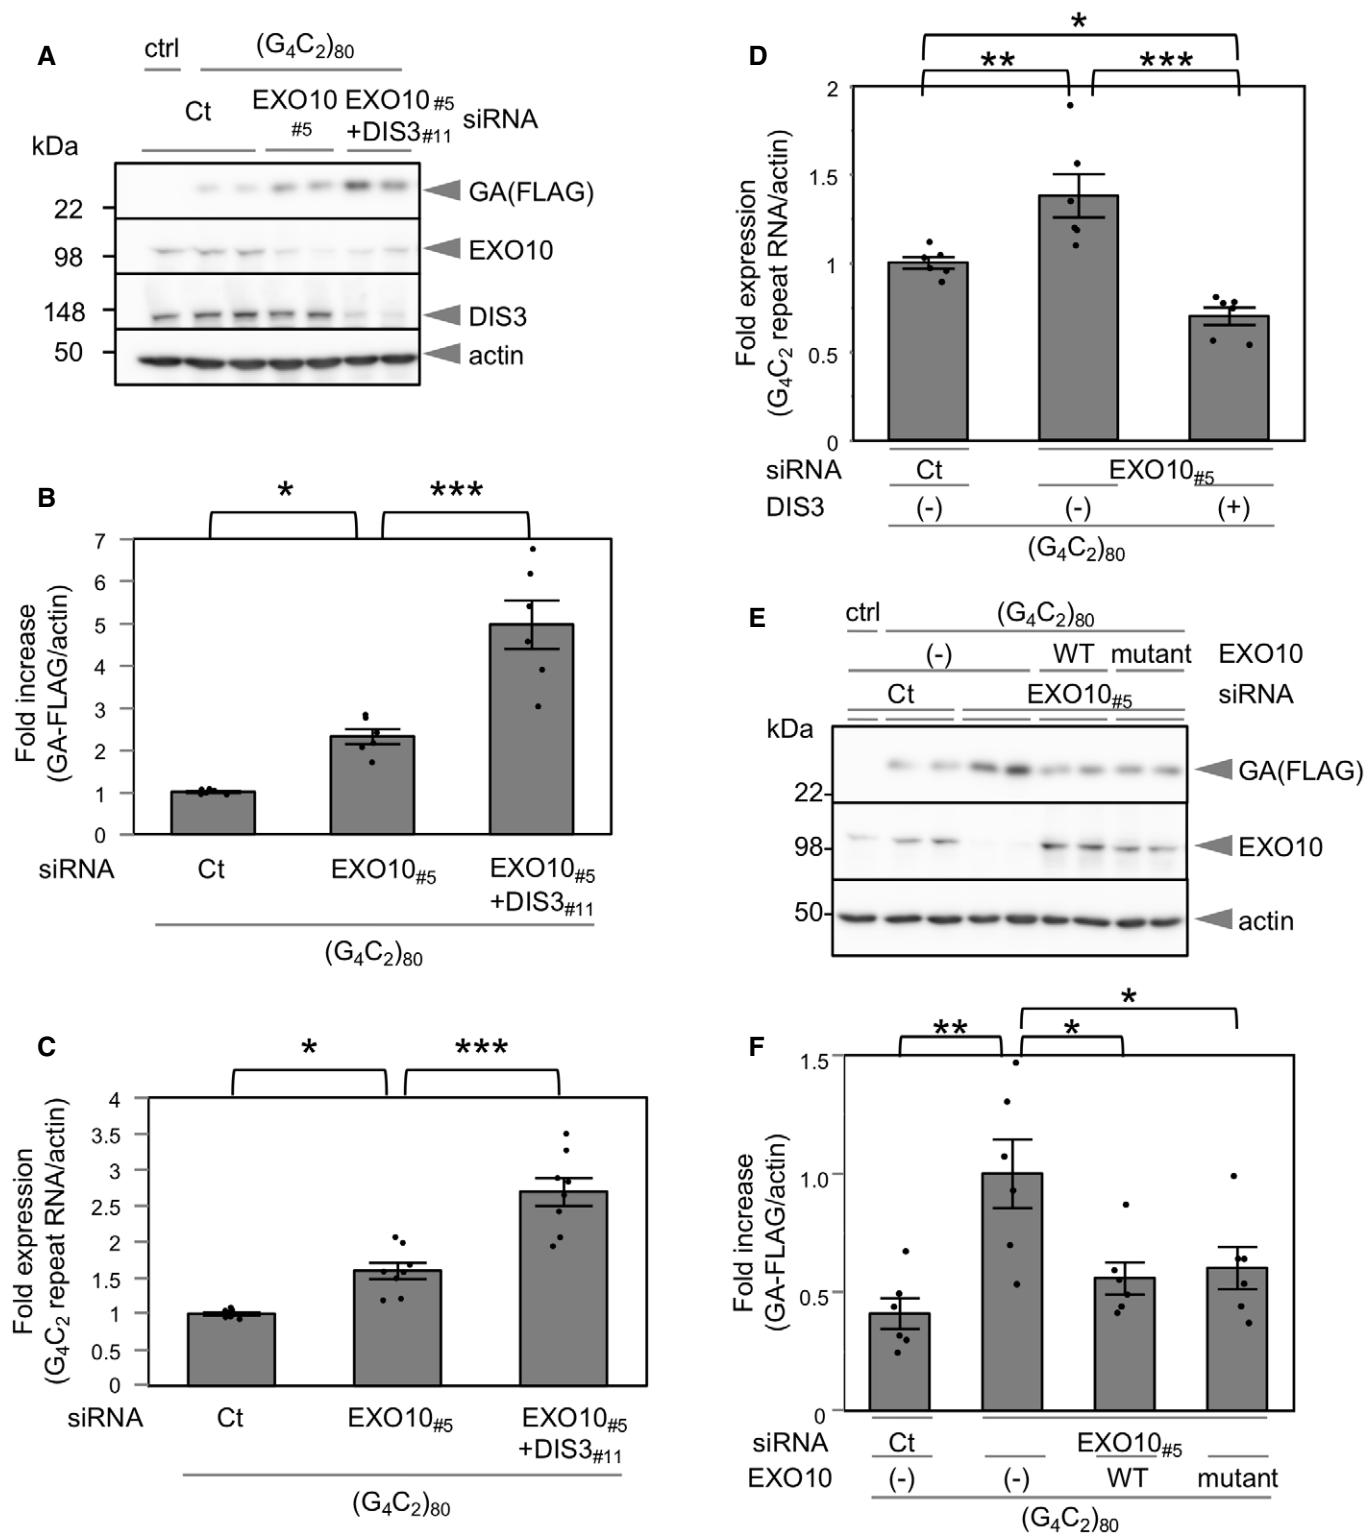 A
ctrl (G4C2)80
Ct EXO10 #5 EXO10 #5 +DIS3#11 siRNA
kDa
GA(FLAG)
22
EXO10
98
148
DIS3
50
actin
B
* ***
7
6
5
4
3
2
1
0
Fold increase
(GA-FLAG/actin)
siRNA Ct EXO10#5 EXO10#5
+DIS3#11
(G4C2)80
C
* ***
4
3.5
3
2.5
2
1.5
1
0.5
0
Fold expression
(G4C2 repeat RNA/actin)
siRNA Ct EXO10#5 EXO10#5
+DIS3#11
(G4C2)80
D
*
** ***
2
1.5
1
0.5
0
Fold expression
(G4C2 repeat RNA/actin)
siRNA Ct EXO10#5
DIS3 (-) (-) (+)
(G4C2)80
E
ctrl (G4C2)80
(-) WT mutant EXO10
Ct EXO10#5 siRNA
kDa
GA(FLAG)
22
98 EXO10
50 actin
F
*
** *
1.5
1.0
0.5
0
Fold increase
(GA-FLAG/actin)
siRNA Ct EXO10#5
EXO10 (-) (-) WT mutant
(G4C2)80